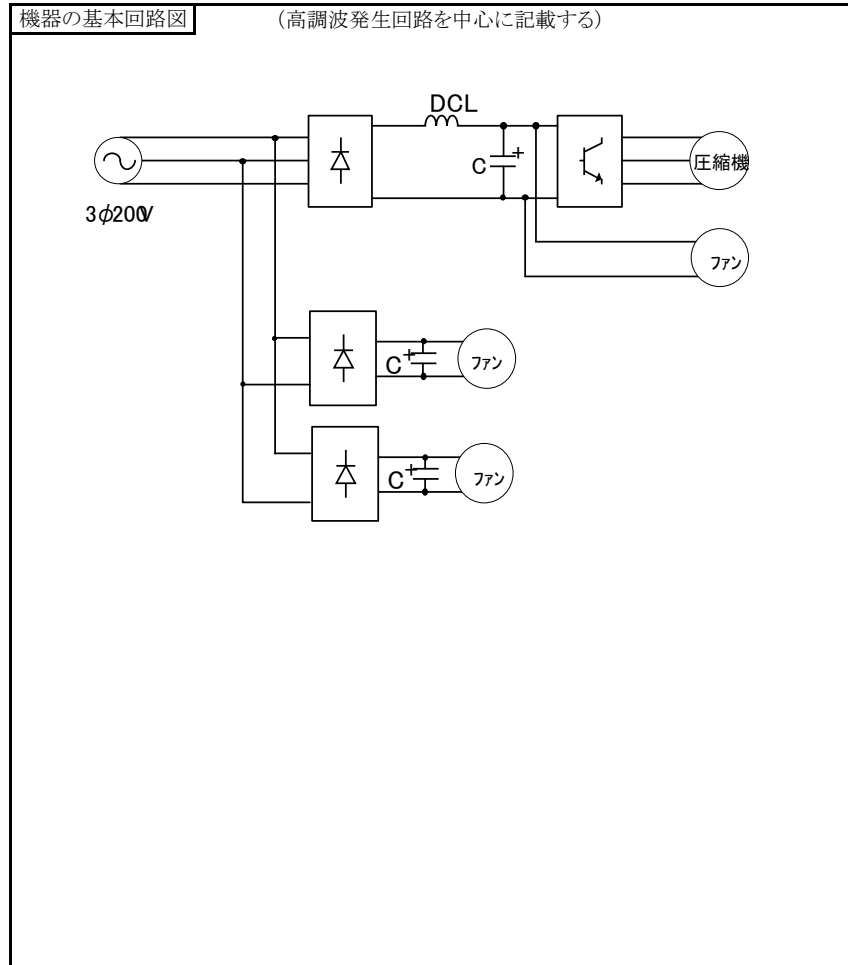 機器の基本回路図 (高調波発生回路を中心に記載する)
DCL
C +
圧縮機
3φ200V
ファン
C + ファン
C + ファン